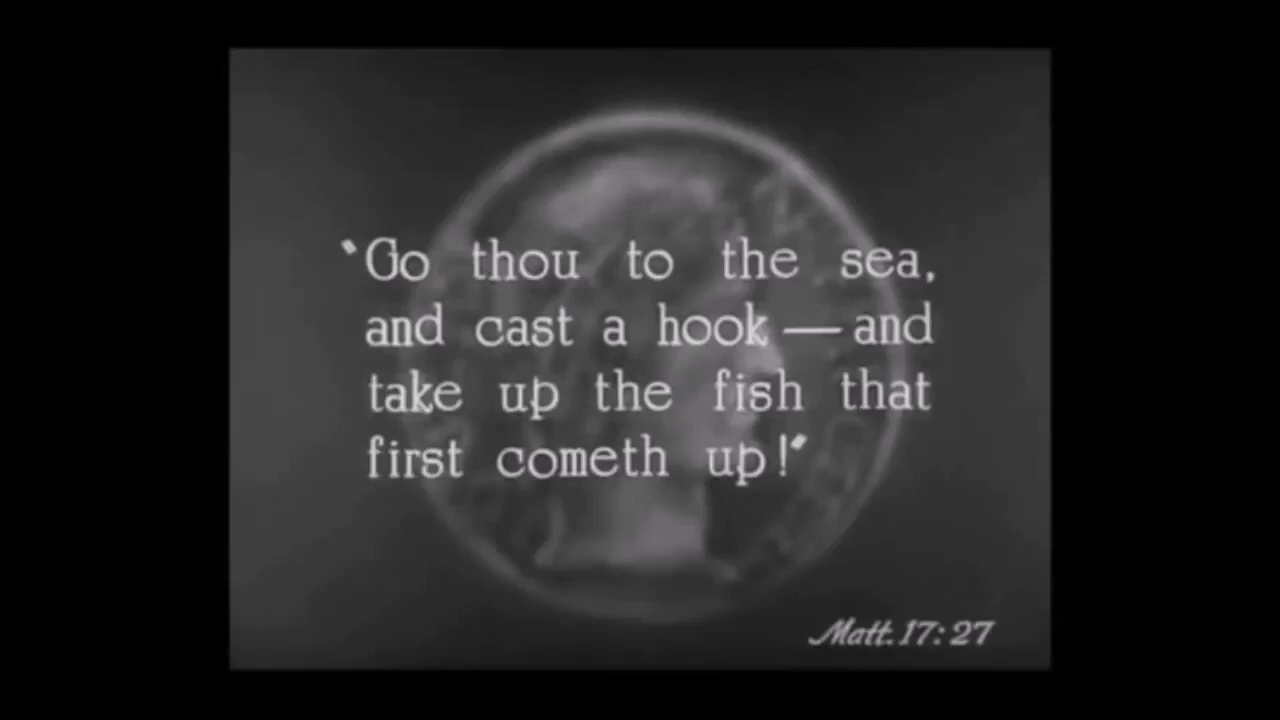 "Go thou to the sea,
and cast a hook — and
take up the fish that
first cometh up!"
Matt. 17:27